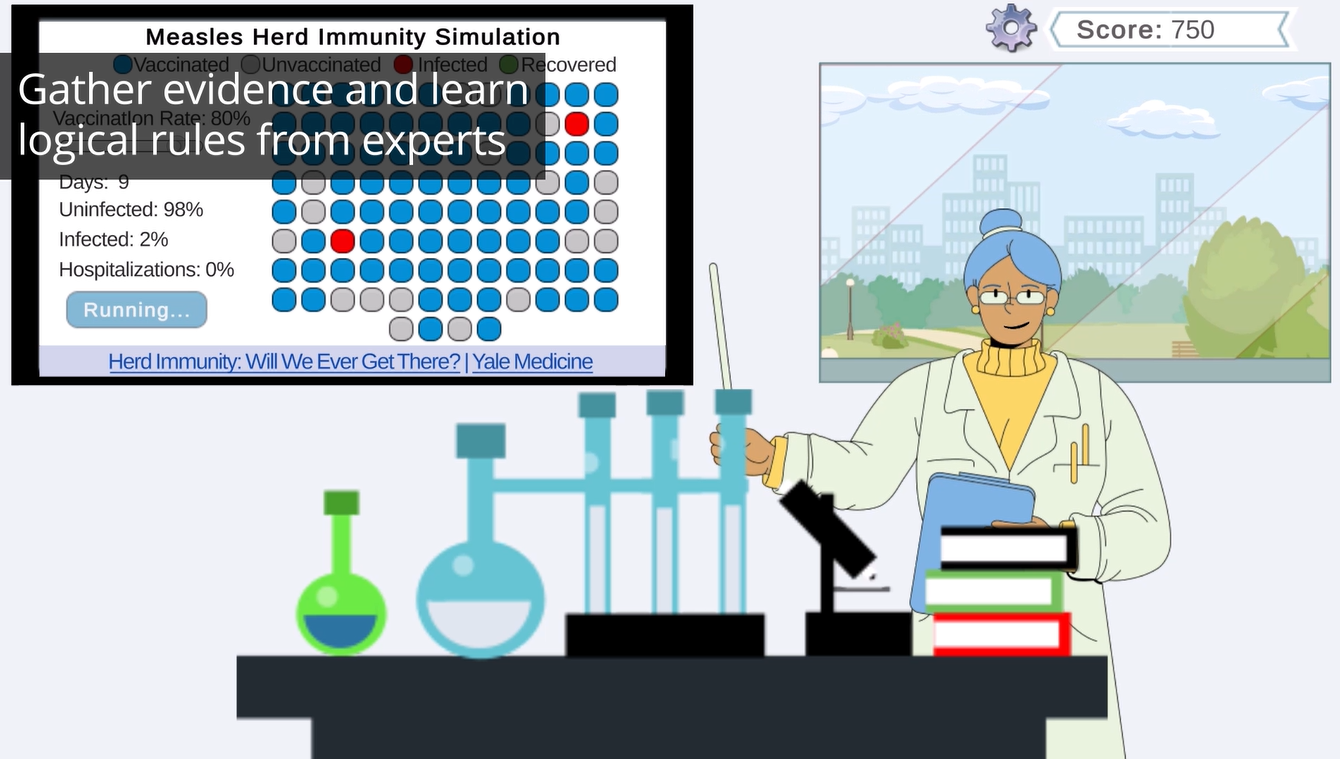 Measles Herd Immunity Simulation
Vaccinated Unvaccinated Infected Recovered
Gather evidence and learn
logical rules from experts
Vaccination Rate: 80%
Days: 9
Uninfected: 98%
Infected: 2%
Hospitalizations: 0%
Running...
Herd Immunity: Will We Ever Get There? | Yale Medicine
Score: 750